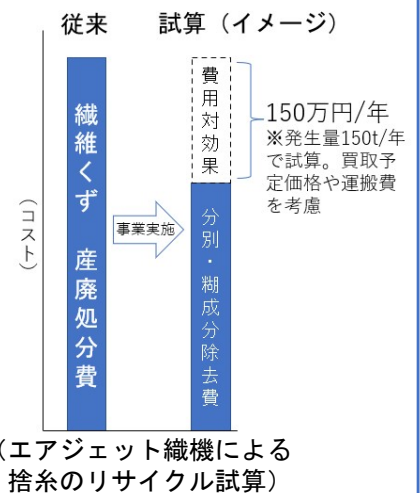 従来
試算（イメージ）
（コスト）
繊維くず　産廃処分費
事業実施
費用対効果
分別・糊成分除去費
150万円/年
※発生量150t/年
で試算。買取予
定価格や運搬費
を考慮
（エアジェット織機による
捨糸のリサイクル試算）